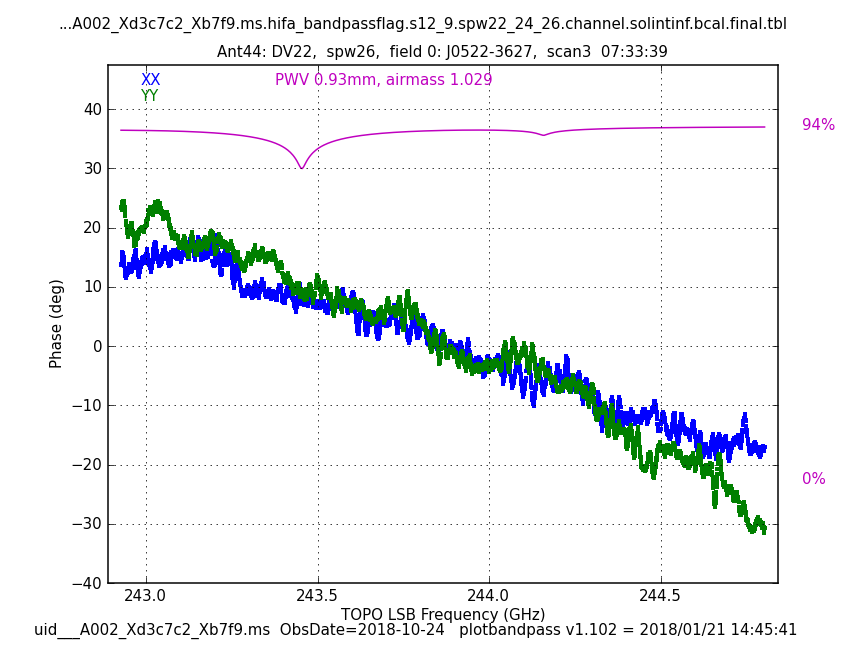 ...A002_Xd3c7c2_Xb7f9.ms.hifa_bandpassflag.s12_9.spw22_24_26.channel.solintinf.bcal.final.tbl
Ant44: DV22,  spw26,  field 0: J0522-3627,  scan3  07:33:39
XX
PWV 0.93mm, airmass 1.029
YY
40
94%
30
20
10
Phase (deg)
0
−10
−20
0%
−30
−40
243.0
243.5
244.0
244.5
TOPO LSB Frequency (GHz)
uid___A002_Xd3c7c2_Xb7f9.ms  ObsDate=2018-10-24   plotbandpass v1.102 = 2018/01/21 14:45:41